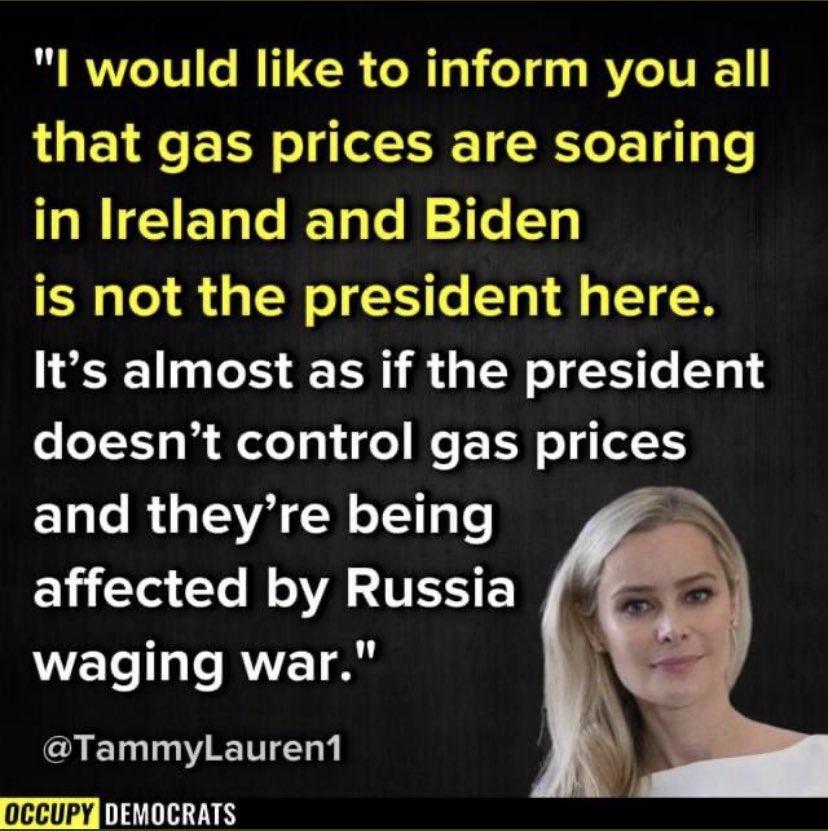 "I would like to inform you all
that gas prices are soaring
in Ireland and Biden
is not the president here.
It’s almost as if the president
doesn’t control gas prices
and they’re being
affected by Russia
waging war."
@TammyLauren1
OCCUPY DEMOCRATS